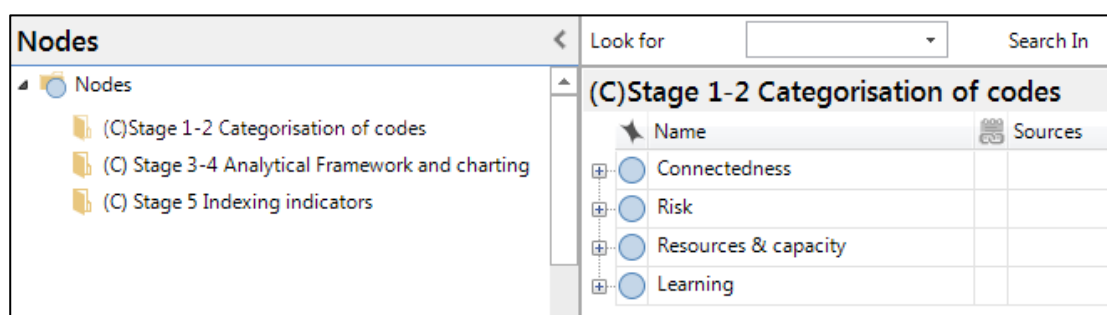 Nodes
Nodes
(C)Stage 1-2 Categorisation of codes
(C) Stage 3-4 Analytical Framework and charting
(C) Stage 5 Indexing indicators
Look for Search In
(C)Stage 1-2 Categorisation of codes
Name Sources
Connectedness
Risk
Resources & capacity
Learning